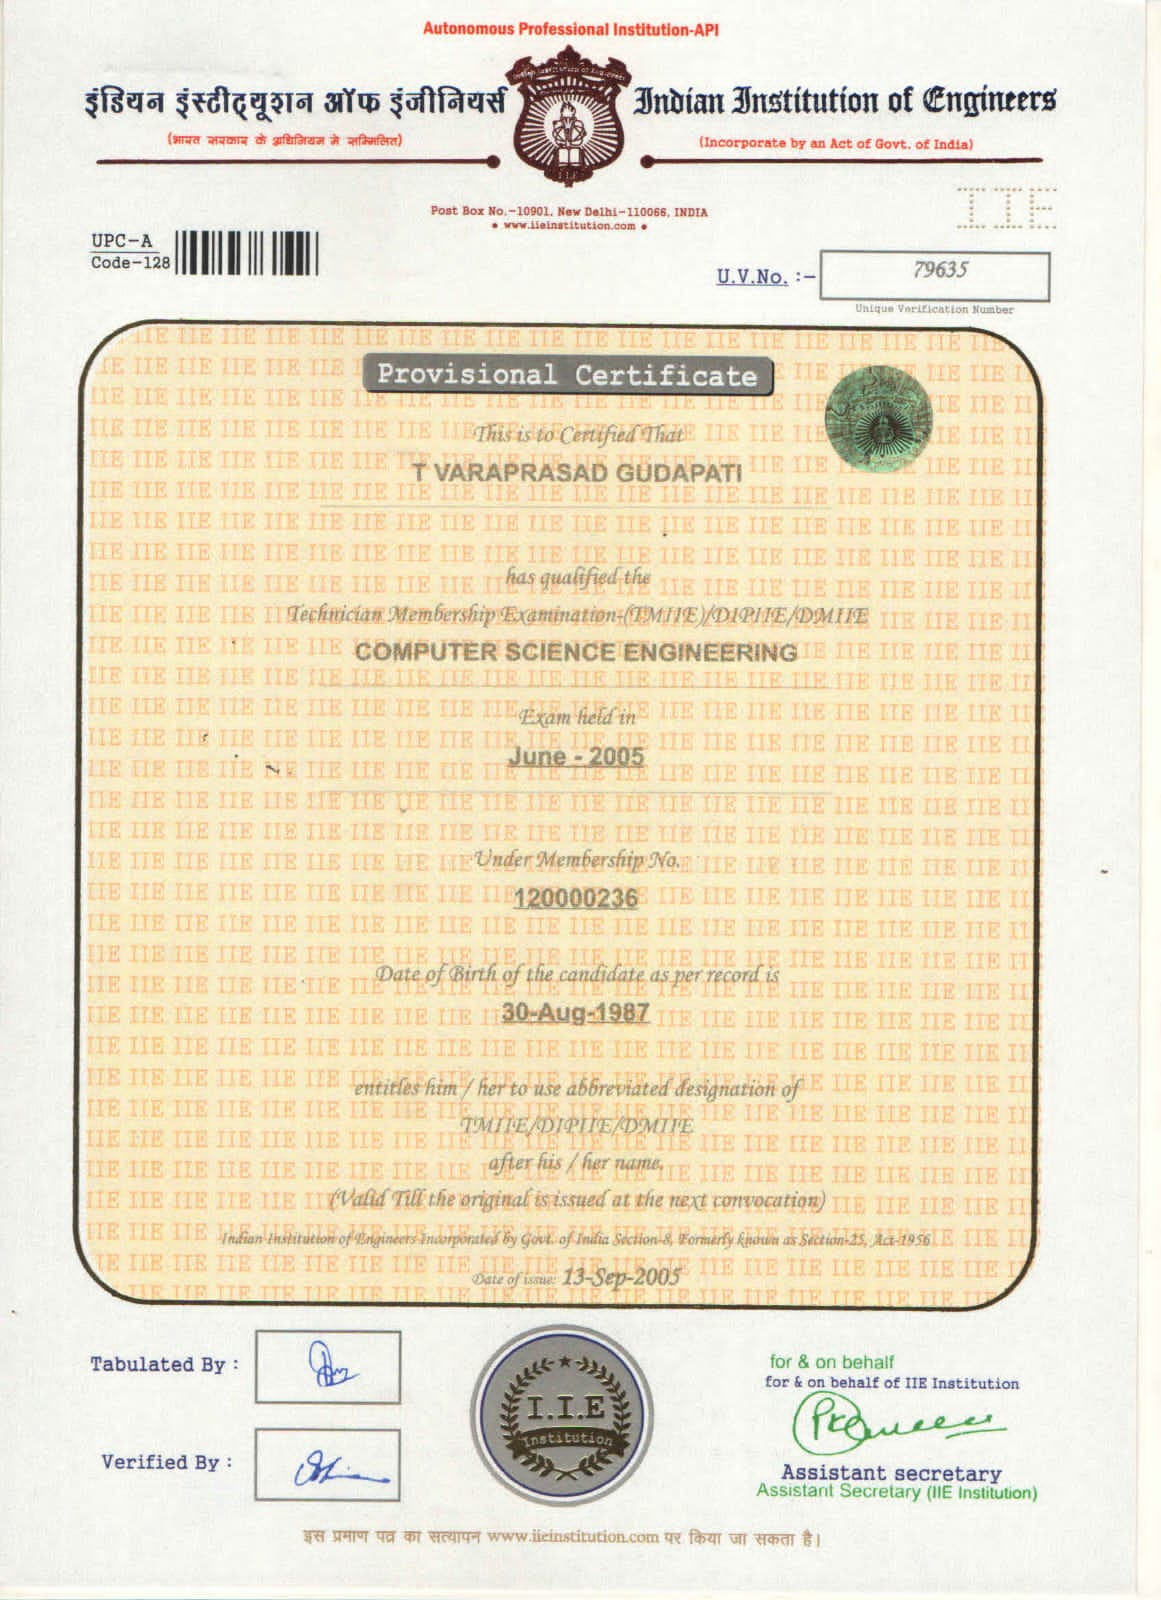 Autonomous Professional Institution-API
इंडियन इंस्टीट्यूशन ऑफ इंजीनियर्स
Indian Institution of Engineers
(भारत सरकार के अधिनियम मे सम्मिलित)
(Incorporate by an Act of Govt. of India)
IIE
Post Box No.-10901, New Delhi-110066, INDIA
• www.iieinstitution.com •
UPC-A
Code-128
U.V.No. :-
79635
Unique Verification Number
Provisional Certificate
This is to Certified That
T VARAPRASAD GUDAPATI
has qualified the
Technician Membership Examination-(TMIIE)/DIPIIE/DMIIE
COMPUTER SCIENCE ENGINEERING
Exam held in
June - 2005
Under Membership No.
120000236
Date of Birth of the candidate as per record is
30-Aug-1987
entitles him / her to use abbreviated designation of
TMIIE/DIPIIE/DMIIE
after his / her name.
(Valid Till the original is issued at the next convocation)
Indian Institution of Engineers Incorporated by Govt. of India Section-8, Formerly known as Section-25, Act-1956
Date of issue: 13-Sep-2005
Tabulated By :
Verified By :
I.I.E
Institution
for & on behalf
for & on behalf of IIE Institution
Assistant secretary
Assistant Secretary (IIE Institution)
इस प्रमाण पत्र का सत्यापन www.iieinstitution.com पर किया जा सकता है।